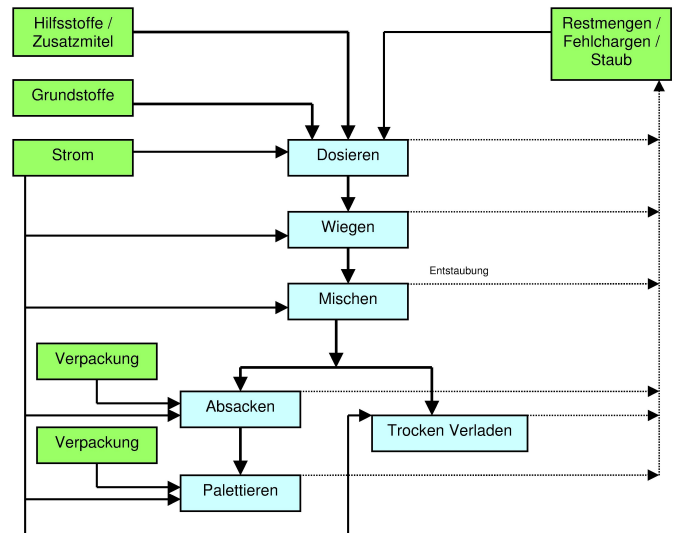 Hilfsstoffe /
Zusatzmitel
Restmengen /
Fehlchargen /
Staub
Grundstoffe
Strom
Dosieren
Wiegen
Entstaubung
Mischen
Verpackung
Absacken
Trocken Verladen
Verpackung
Palettieren